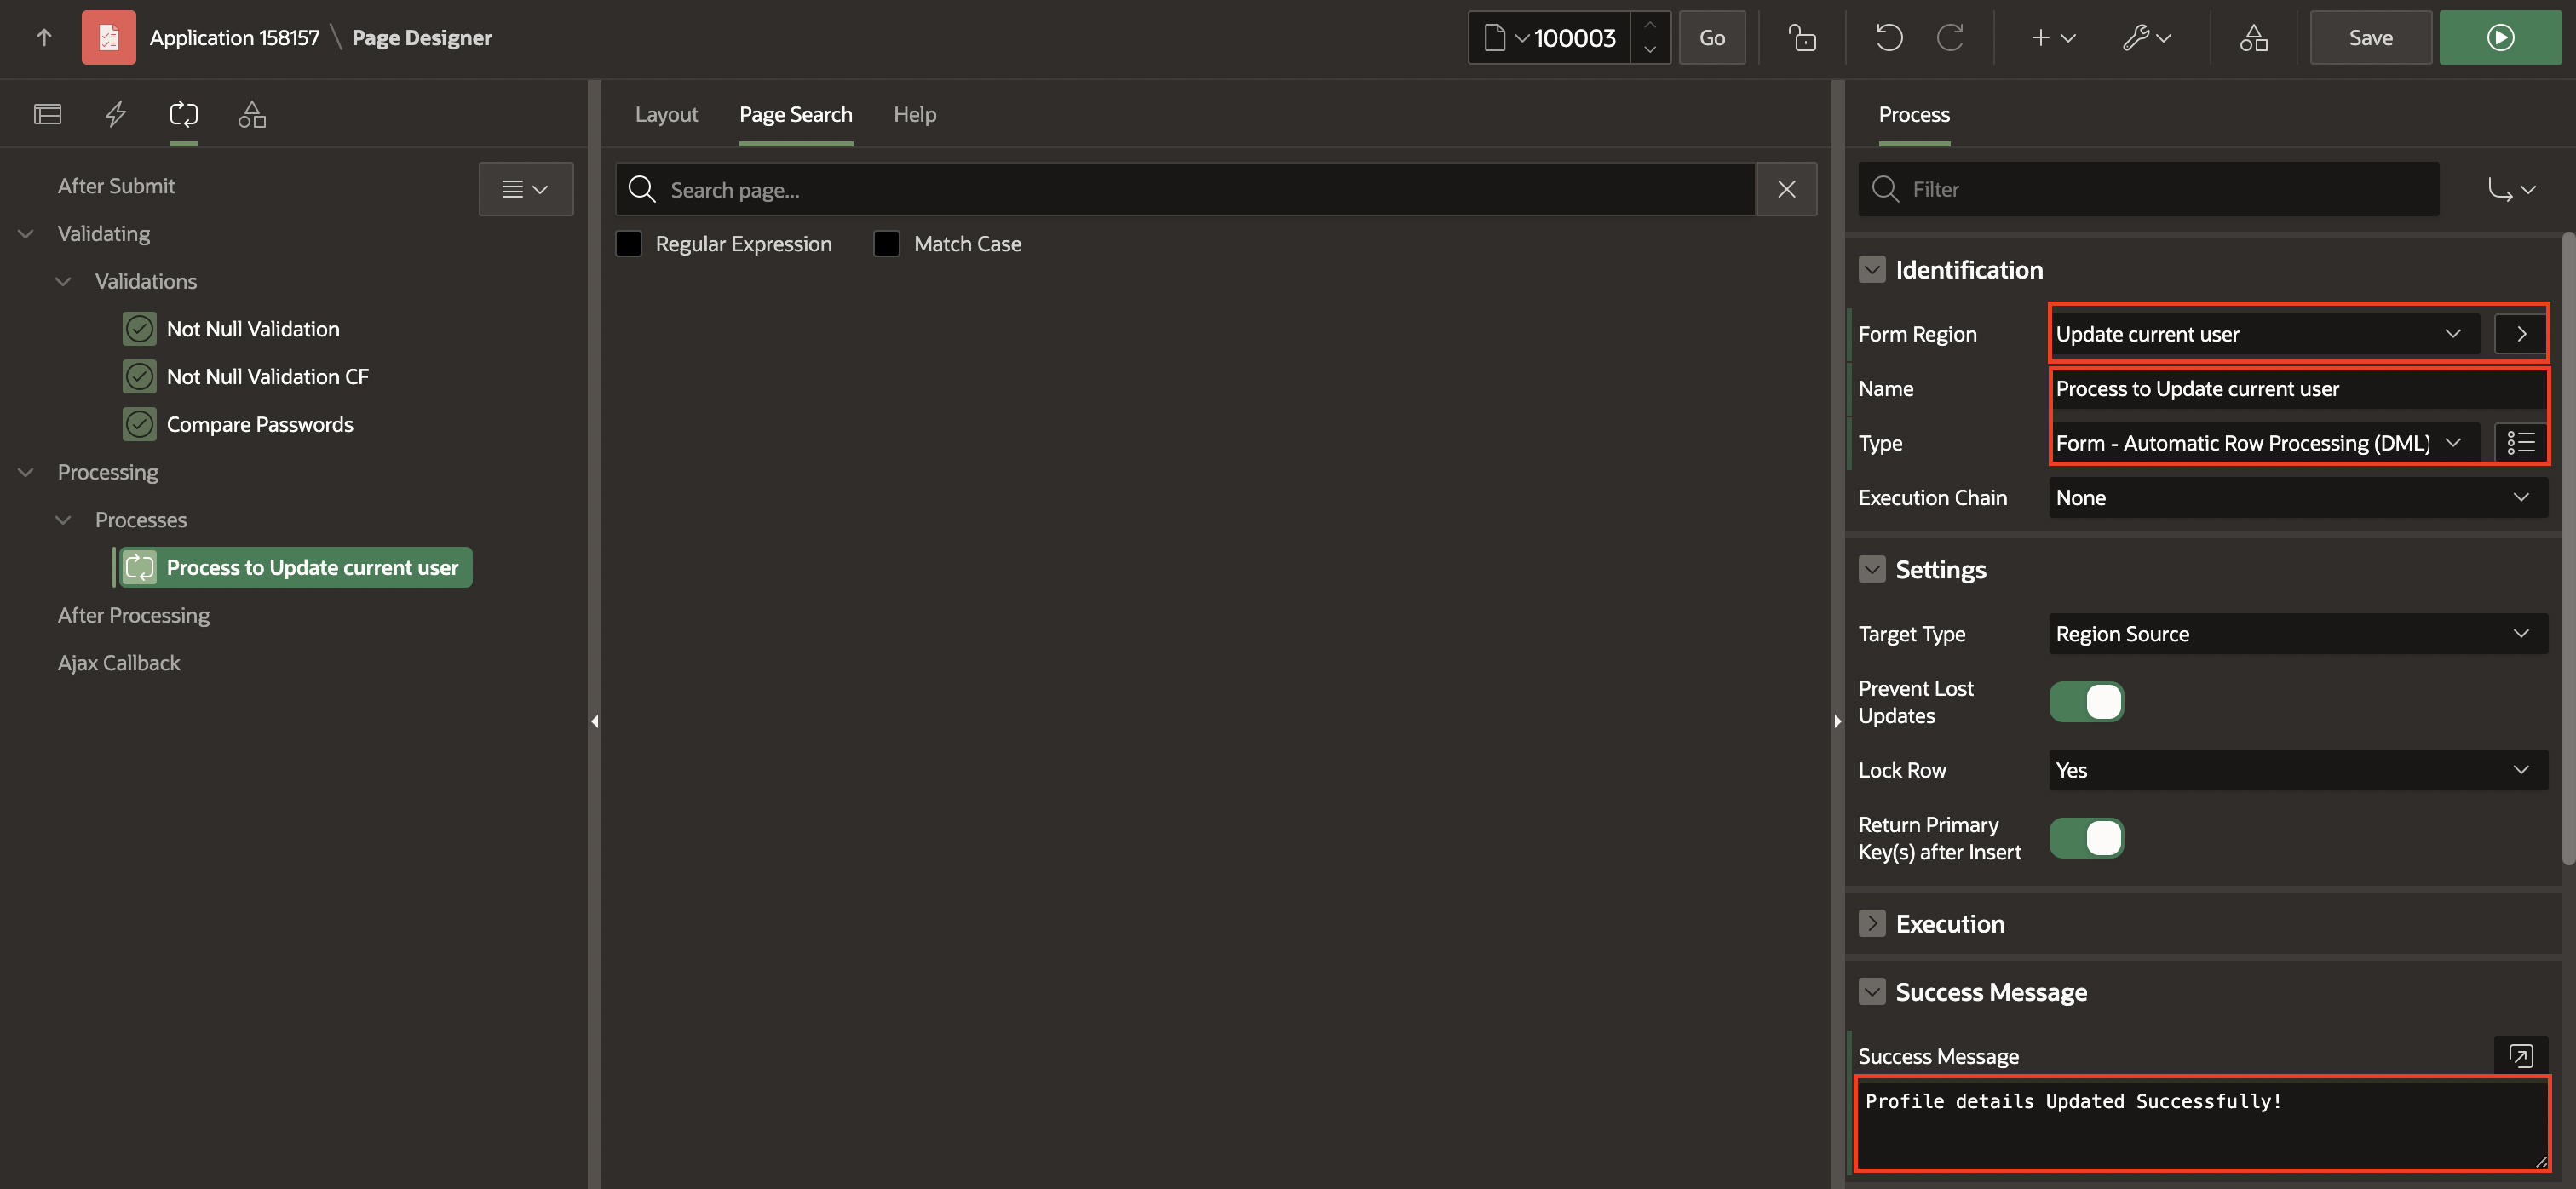 Application 158157 \ Page Designer
100003
Go
Save
After Submit
Validating
Validations
Not Null Validation
Not Null Validation CF
Compare Passwords
Processing
Processes
Process to Update current user
After Processing
Ajax Callback
Layout
Page Search
Help
Search page...
Regular Expression
Match Case
Process
Filter
Identification
Form Region
Update current user
Name
Process to Update current user
Type
Form - Automatic Row Processing (DML)
Execution Chain
None
Settings
Target Type
Region Source
Prevent Lost
Updates
Lock Row
Yes
Return Primary
Key(s) after Insert
Execution
Success Message
Success Message
Profile details Updated Successfully!